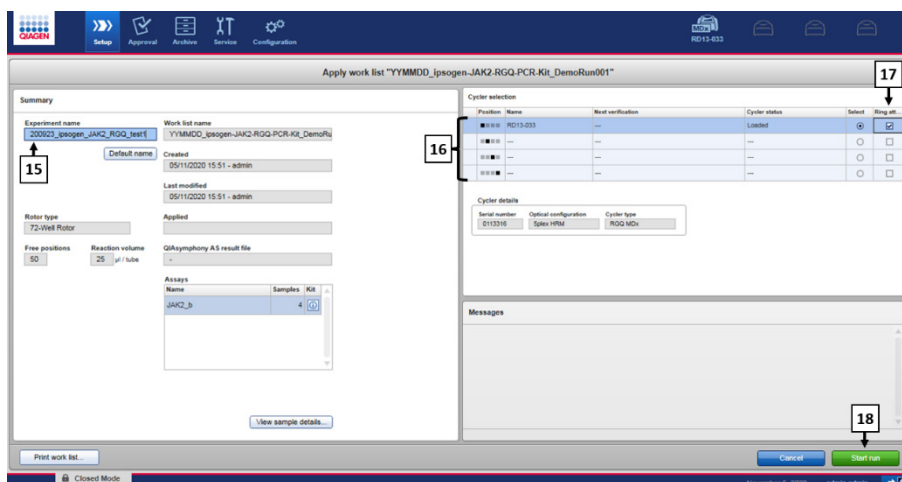 QIAGEN
Setup
Approval
Archive
Service
Configuration
MDx
RD13-033
Apply work list "YYMMDD_ipsogen-JAK2-RGQ-PCR-Kit_DemoRun001"
17
Summary
Experiment name
200923_ipsogen_JAK2_RGQ_test1
Default name
15
Work list name
YYMMDD_ipsogen-JAK2-RGQ-PCR-Kit_DemoRu
Created
05/11/2020 15:51 - admin
Last modified
05/11/2020 15:51 - admin
Rotor type
72-Well Rotor
Applied
Free positions
50
Reaction volume
25 µl / tube
QIAsymphony AS result file
-
Assays
Name Samples Kit
JAK2_b 4
View sample details...
Cycler selection
Position Name Next verification Cycler status Select Ring att...
RD13-033 --- Loaded
--- --- ---
--- --- ---
--- --- ---
16
Cycler details
Serial number Optical configuration Cycler type
0113316 5plex HRM RGQ MDx
Messages
18
Print work list...
Cancel
Start run
Closed Mode